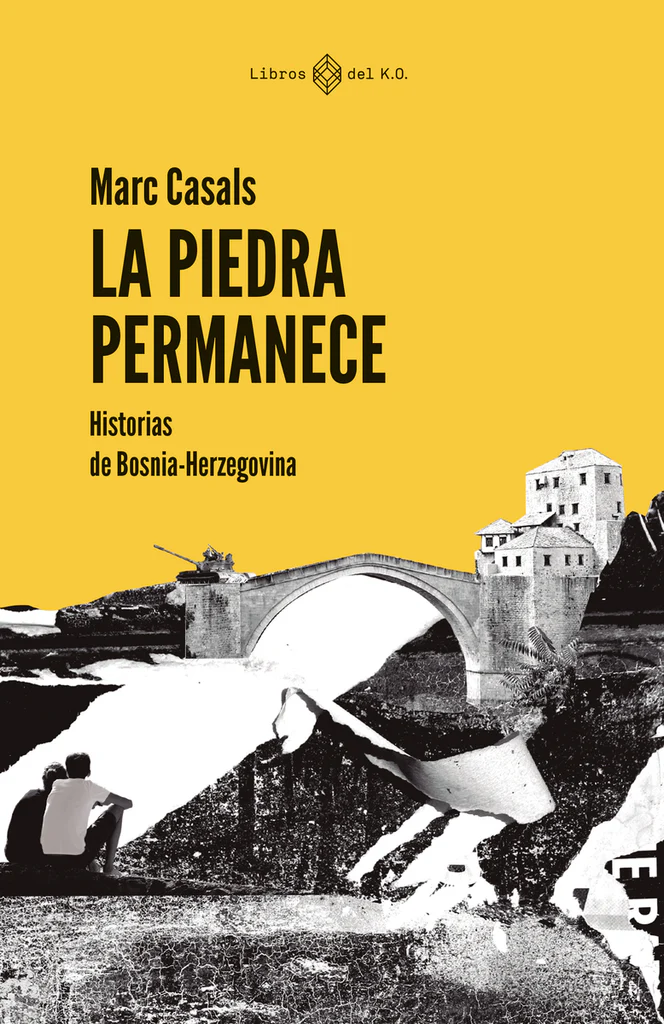 Libros del K.O.
Marc Casals
LA PIEDRA
PERMANECE
Historias
de Bosnia-Herzegovina